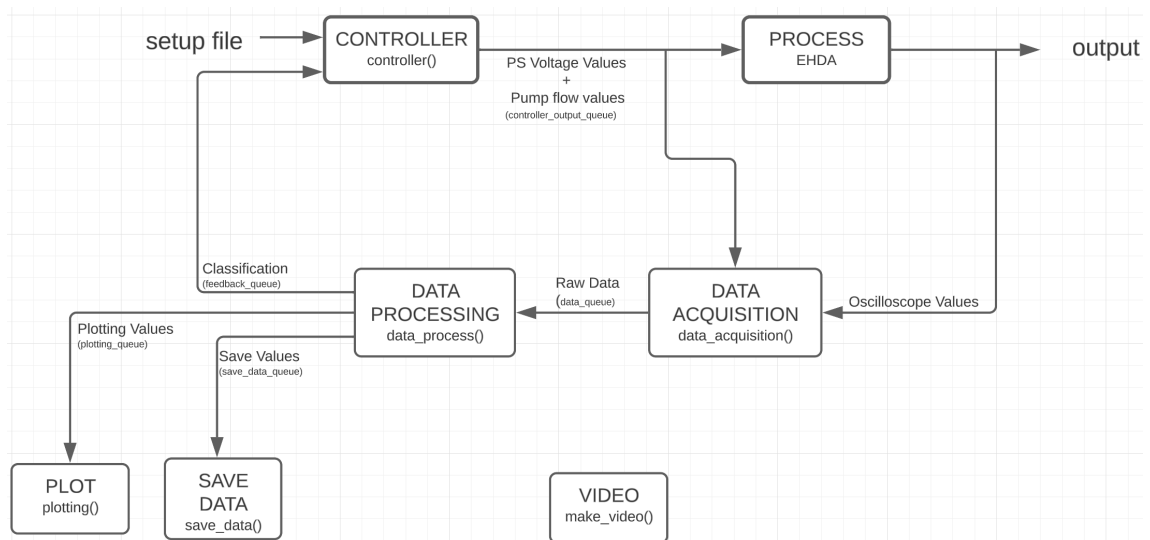 setup file
CONTROLLER
controller()
PS Voltage Values
+
Pump flow values
(controller_output_queue)
PROCESS
EHDA
output
Classification
(feedback_queue)
DATA
PROCESSING
data_process()
Raw Data
(data_queue)
DATA
ACQUISITION
data_acquisition()
Oscilloscope Values
Plotting Values
(plotting_queue)
Save Values
(save_data_queue)
PLOT
plotting()
SAVE
DATA
save_data()
VIDEO
make_video()